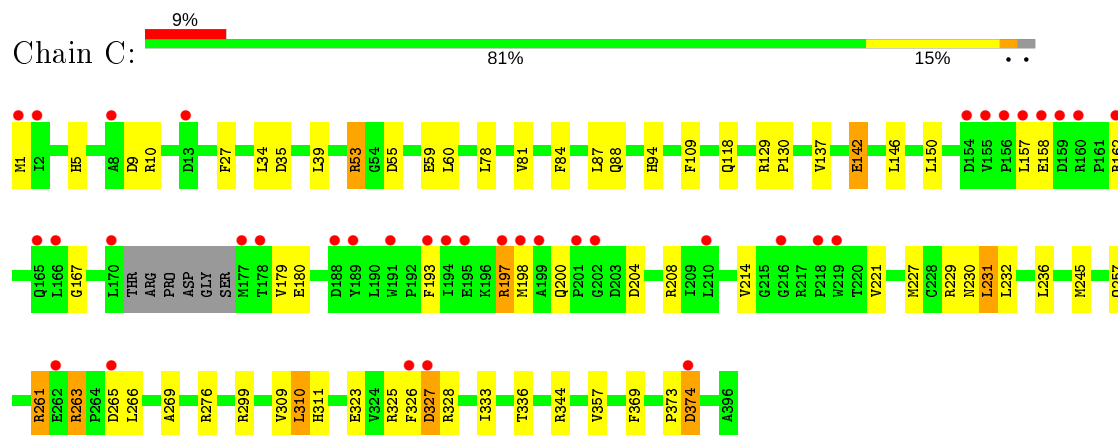 9%
Chain C:
81%
15%
M1 I2 H5 A8 D9 R10 D13 F27 L34 D35 L39 R53 G54 D55 E59 L60 L78 V81 F84 L87 Q88 H94 F109 Q118 R129 P130 V137 E142 L146 L150 D154 V155 P156 L157 E158 D159 R160 P161 R162
Q165 L166 G167 L170 THR ARG PRO ASP GLY SER M177 T178 V179 E180 D188 Y189 L190 W191 P192 F193 I194 E195 K196 R197 M198 A199 Q200 P201 G202 D203 D204 R208 I209 L210 V214 G215 G216 R217 P218 W219 T220 V221 M227 C228 R229 N230 L231 L232 L236 M245 Q257
R261 E262 R263 P264 D265 L266 A269 R276 R299 V309 L310 H311 E323 V324 R325 F326 D327 R328 I333 T336 R344 V357 F369 P373 D374 A396